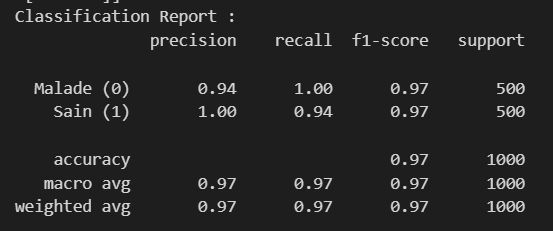 Classification Report :
precision recall f1-score support
Malade (0) 0.94 1.00 0.97 500
Sain (1) 1.00 0.94 0.97 500
accuracy 0.97 1000
macro avg 0.97 0.97 0.97 1000
weighted avg 0.97 0.97 0.97 1000